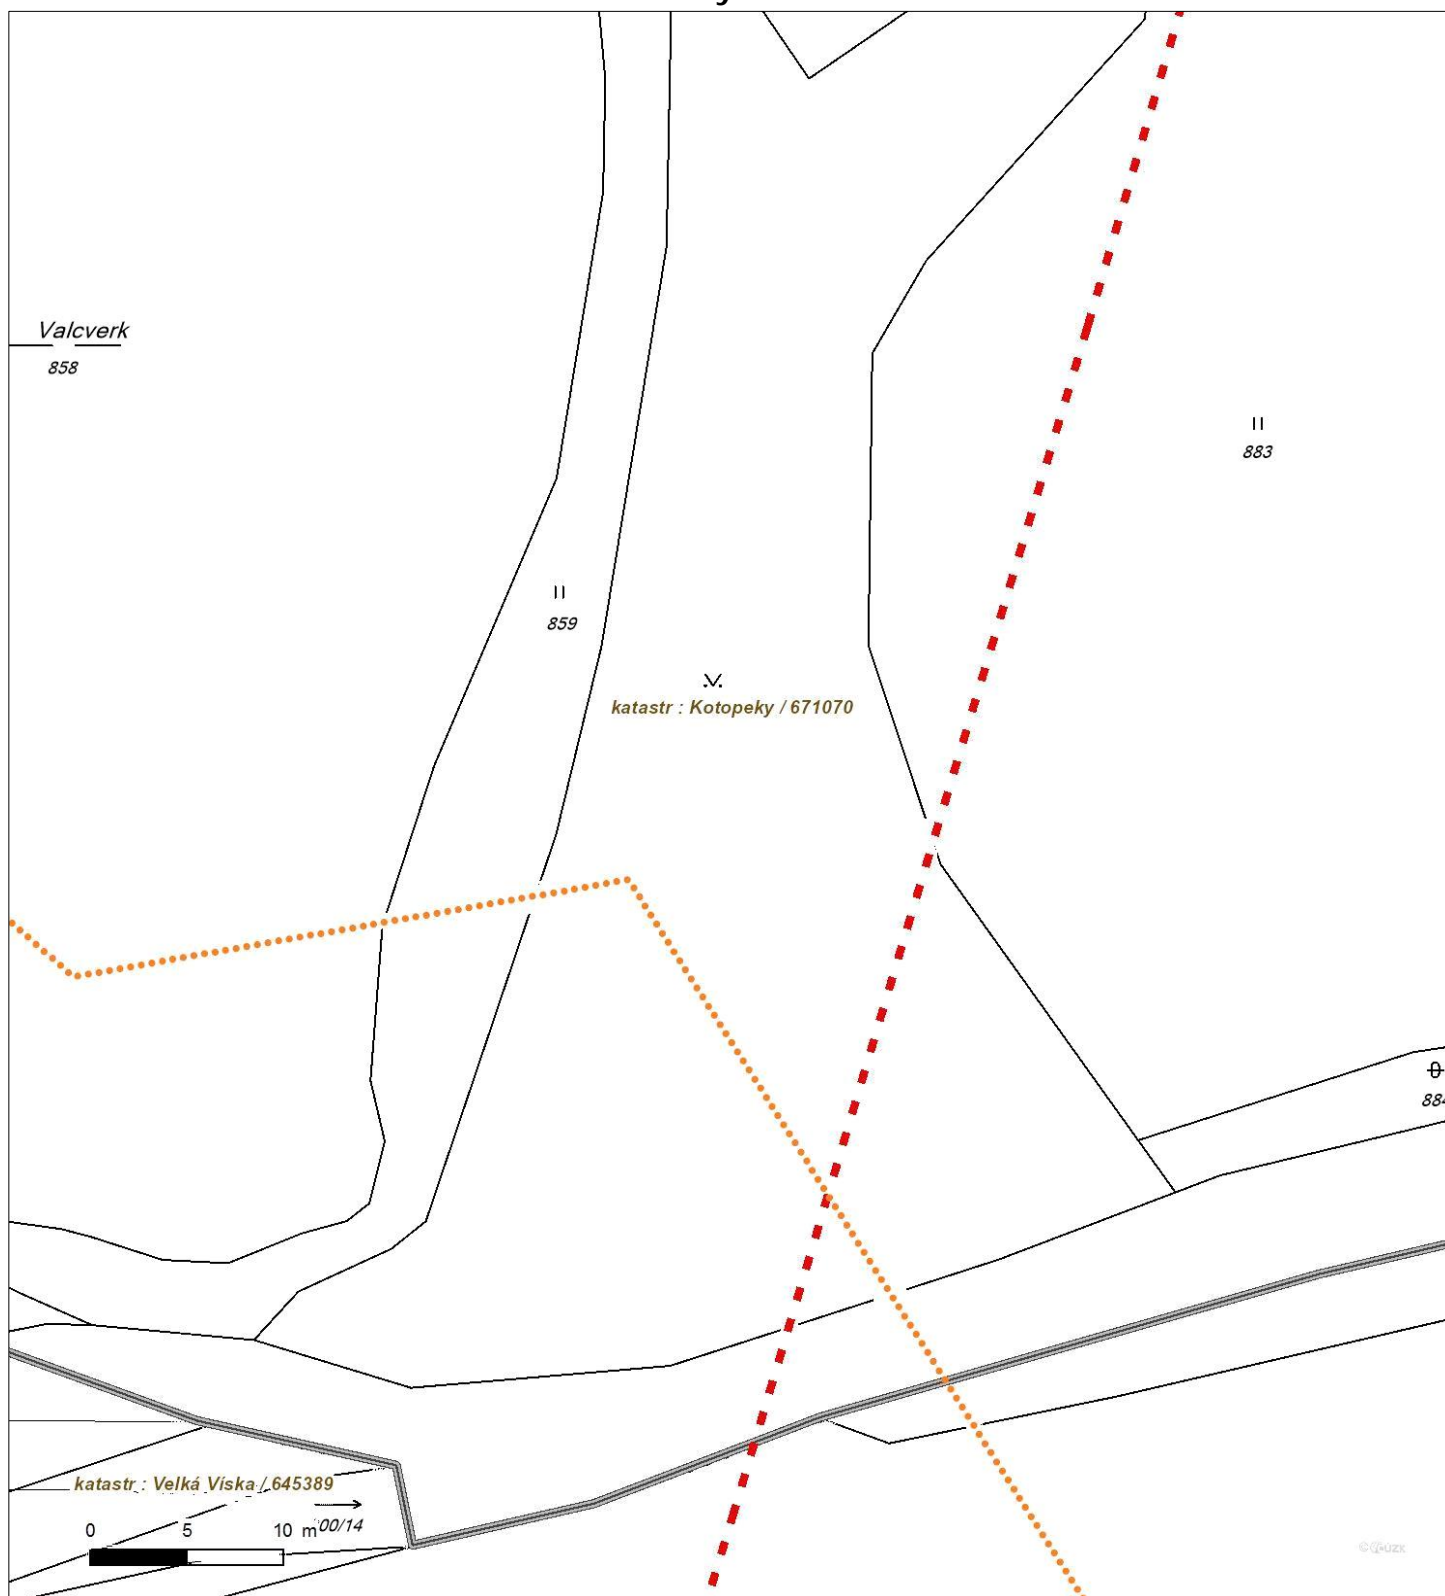 Valcverk
858
883
859
katastr : Kotopeky / 671070
884
katastr : Velká Víska / 645389
00/14
0 5 10 m